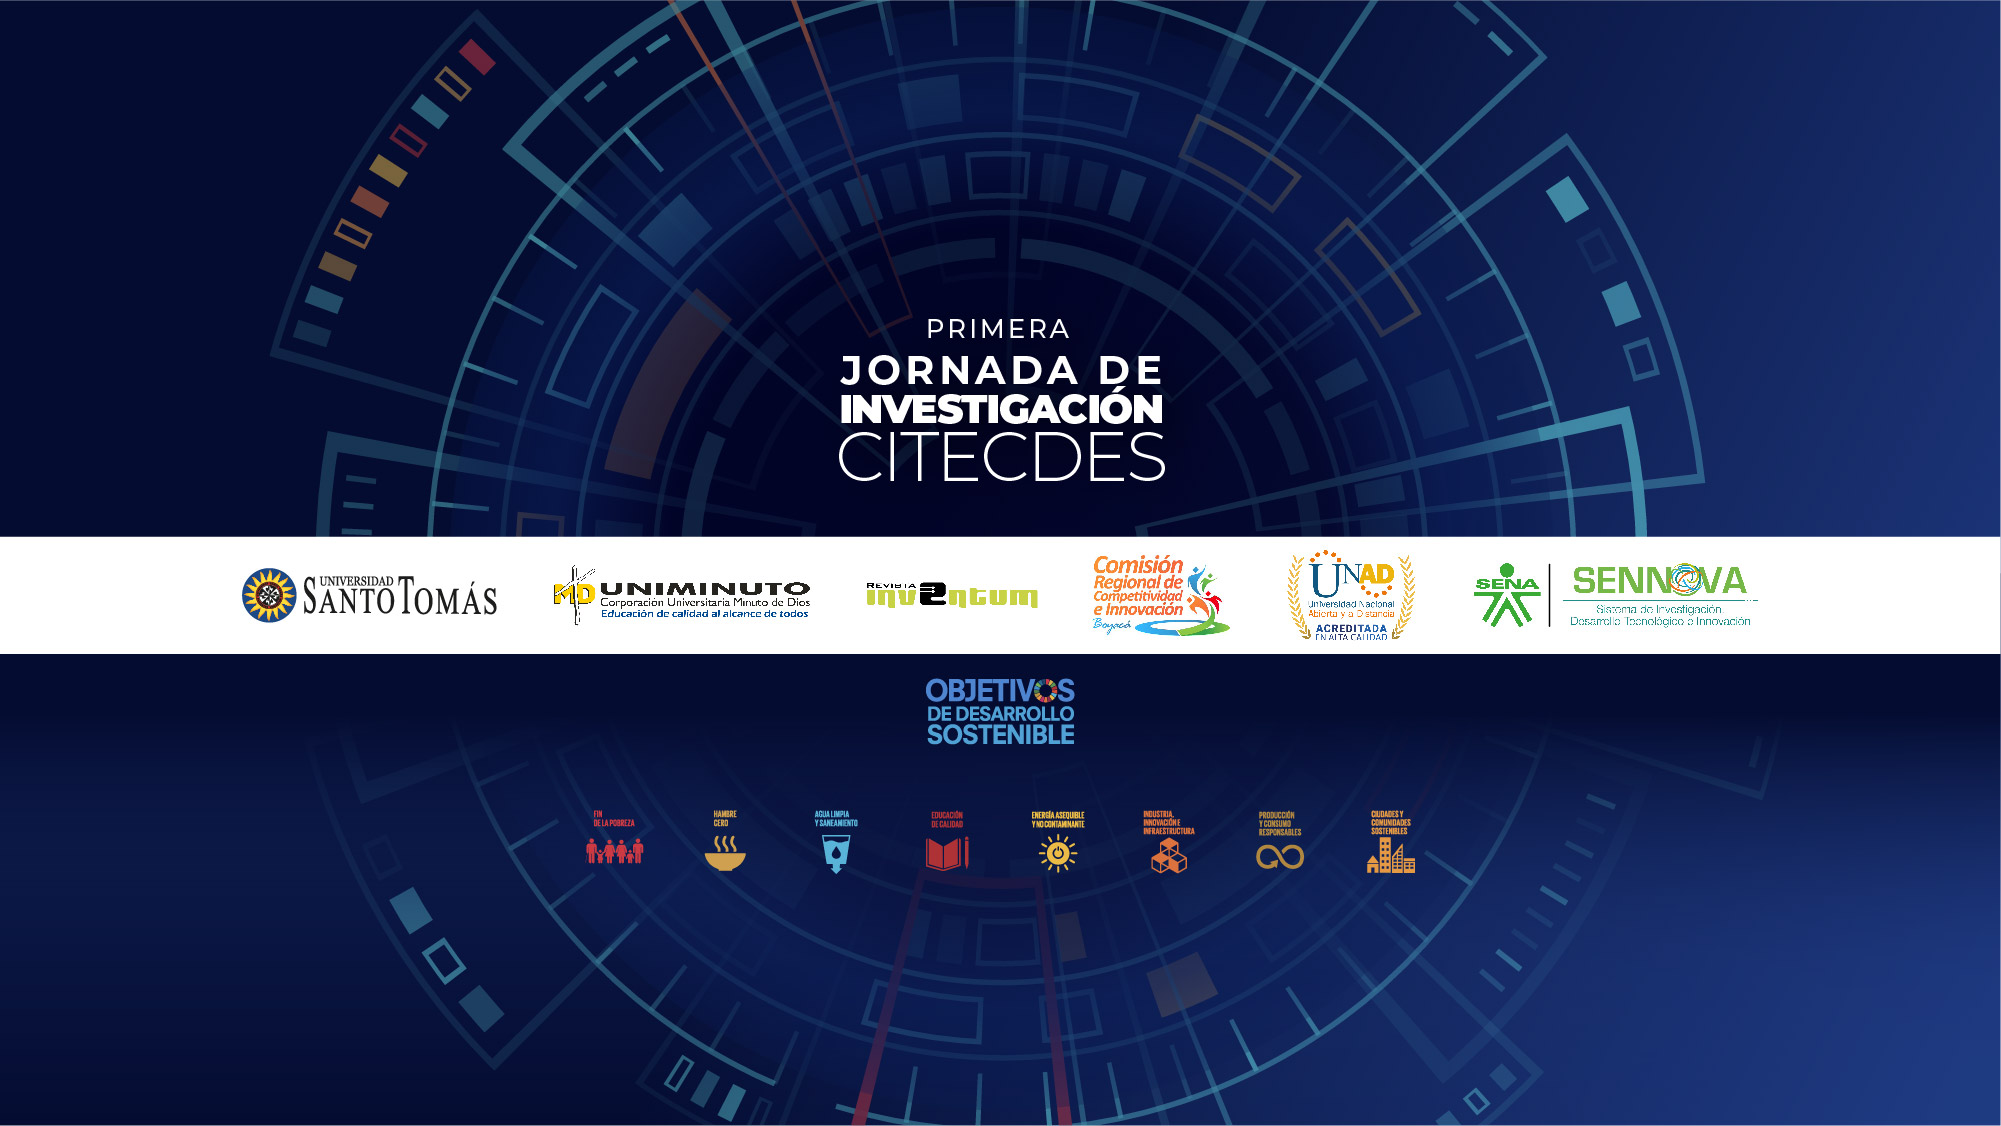 PRIMERA
JORNADA DE
INVESTIGACIÓN
CITECDES
UNIVERSIDAD
SANTO TOMÁS
MD UNIMINUTO
Corporación Universitaria Minuto de Dios
Educación de calidad al alcance de todos
REVISTA
inventum
Comisión
Regional de
Competitividad
e Innovación
Boyacá
UNAD
Universidad Nacional
Abierta y a Distancia
ACREDITADA
EN ALTA CALIDAD
SENA
SENNOVA
Sistema de Investigación,
Desarrollo Tecnológico e Innovación
OBJETIVOS
DE DESARROLLO
SOSTENIBLE
FIN
DE LA POBREZA
HAMBRE
CERO
AGUA LIMPIA
Y SANEAMIENTO
EDUCACIÓN
DE CALIDAD
ENERGÍA ASEQUIBLE
Y NO CONTAMINANTE
INDUSTRIA,
INNOVACIÓN E
INFRAESTRUCTURA
PRODUCCIÓN
Y CONSUMO
RESPONSABLES
CIUDADES Y
COMUNIDADES
SOSTENIBLES